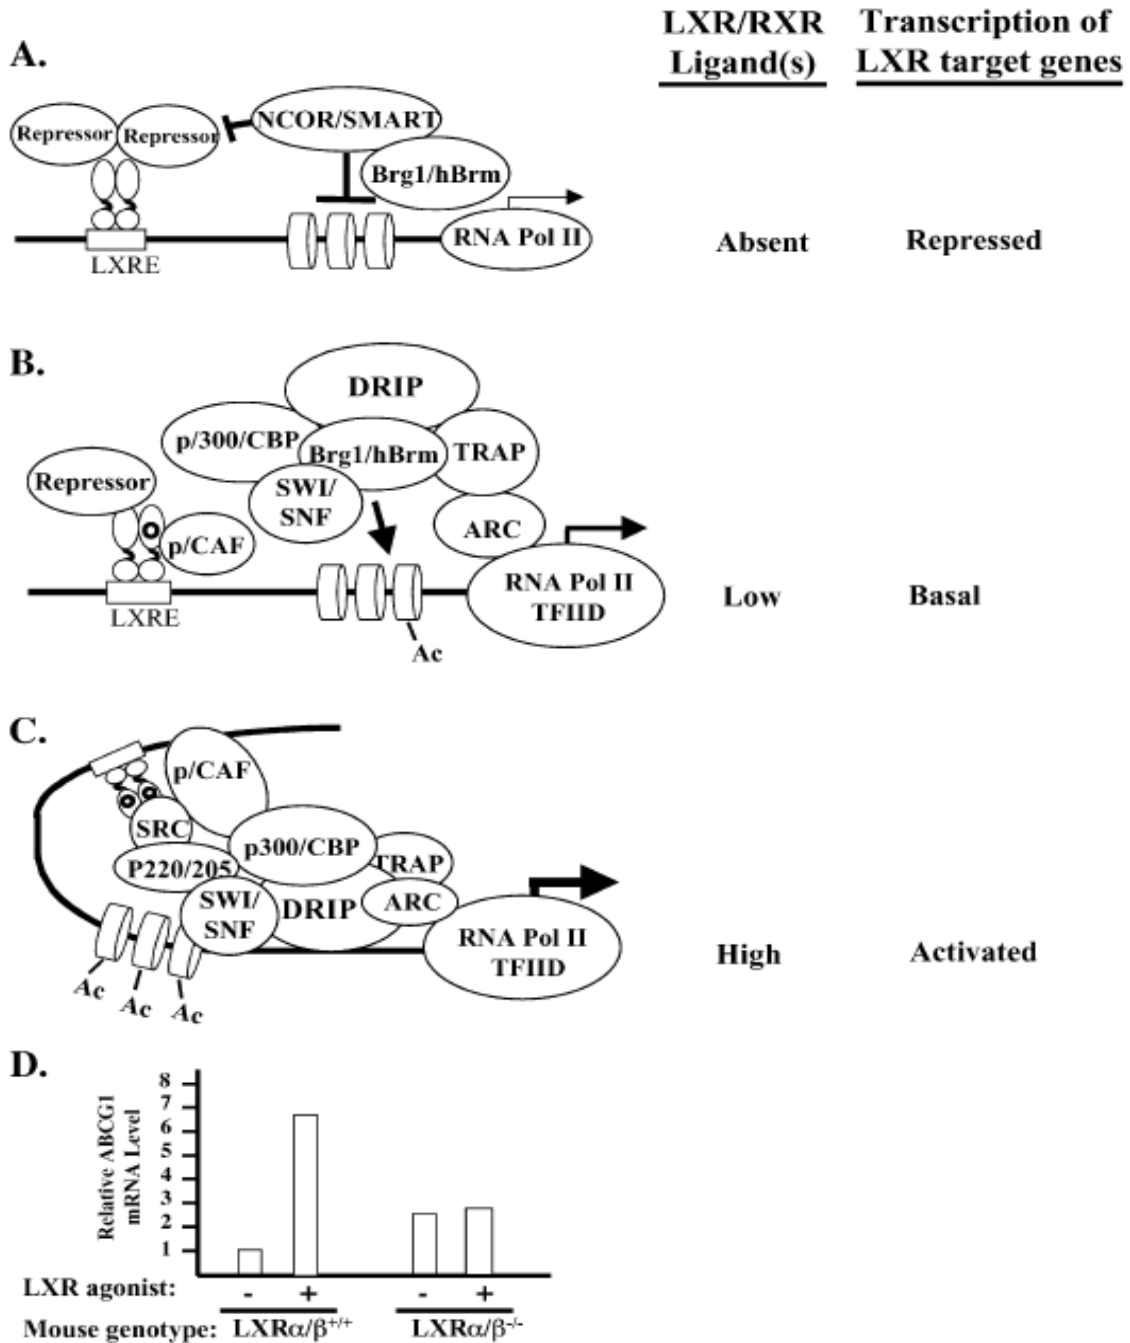 LXR/RXR
Ligand(s)
Transcription of
LXR target genes
A.
Repressor
Repressor
NCOR/SMART
Brg1/hBrm
RNA Pol II
LXRE
Absent
Repressed
B.
DRIP
p/300/CBP
Brg1/hBrm
TRAP
Repressor
SWI/
SNF
p/CAF
ARC
RNA Pol II
TFIID
LXRE
Ac
Low
Basal
C.
p/CAF
SRC
p300/CBP
TRAP
P220/205
SWI/
SNF
DRIP
ARC
RNA Pol II
TFIID
Ac
Ac
Ac
High
Activated
D.
Relative ABCG1
mRNA Level
8
7
6
5
4
3
2
1
LXR agonist: - + - +
Mouse genotype: LXRα/β+/+ LXRα/β-/-